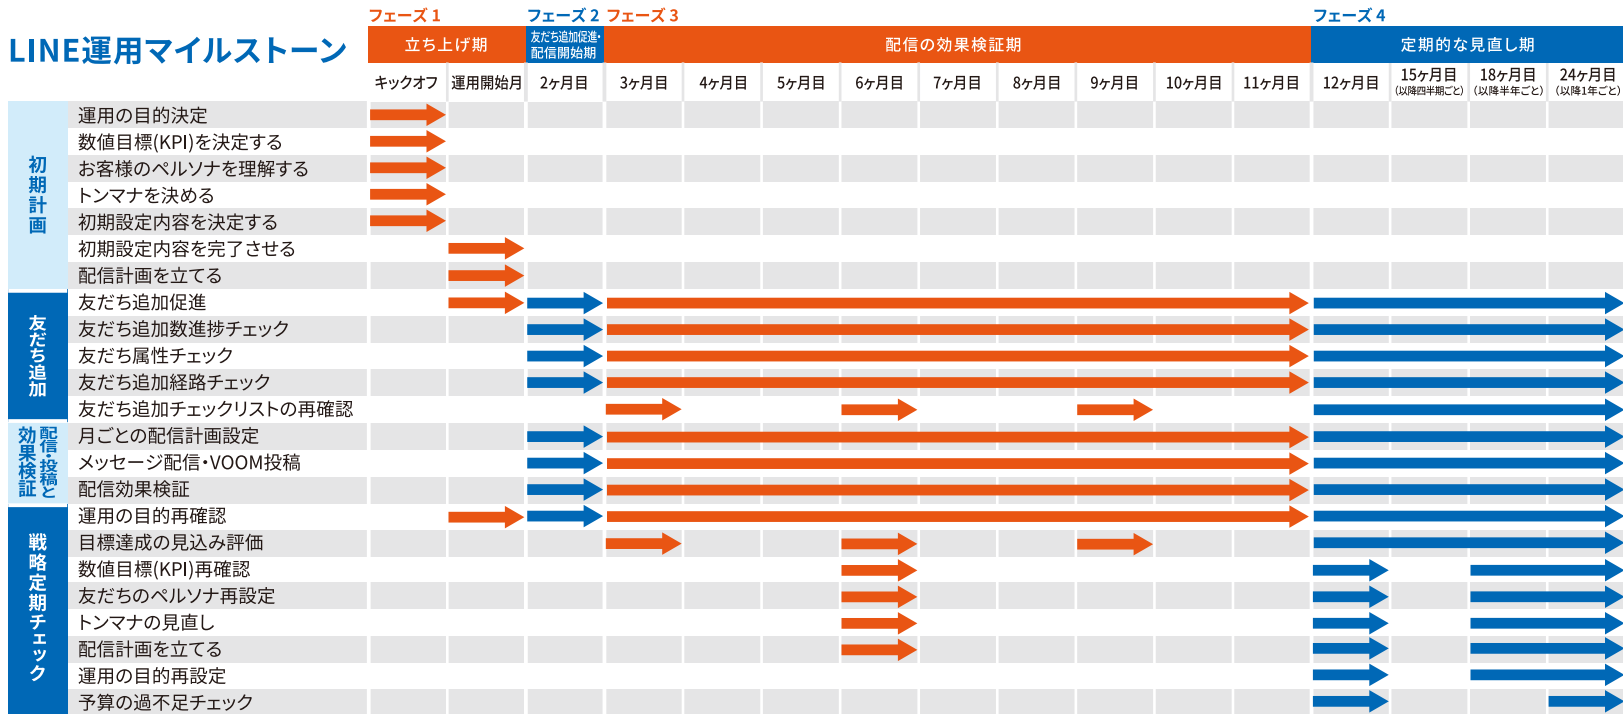 フェーズ 1
フェーズ 2
フェーズ 3
フェーズ 4
LINE運用マイルストーン
立ち上げ期
友だち追加促進・
配信開始期
配信の効果検証期
定期的な見直し期
キックオフ
運用開始月
2ヶ月目
3ヶ月目
4ヶ月目
5ヶ月目
6ヶ月目
7ヶ月目
8ヶ月目
9ヶ月目
10ヶ月目
11ヶ月目
12ヶ月目
15ヶ月目
(以降四半期ごと)
18ヶ月目
(以降半年ごと)
24ヶ月目
(以降1年ごと)
初期計画
運用の目的決定
数値目標(KPI)を決定する
お客様のペルソナを理解する
トンマナを決める
初期設定内容を決定する
初期設定内容を完了させる
配信計画を立てる
友だち追加
友だち追加促進
友だち追加数進捗チェック
友だち属性チェック
友だち追加経路チェック
友だち追加チェックリストの再確認
配信・投稿と
効果検証
月ごとの配信計画設定
メッセージ配信・VOOM投稿
配信効果検証
戦略定期チェック
運用の目的再確認
目標達成の見込み評価
数値目標(KPI)再確認
友だちのペルソナ再設定
トンマナの見直し
配信計画を立てる
運用の目的再設定
予算の過不足チェック